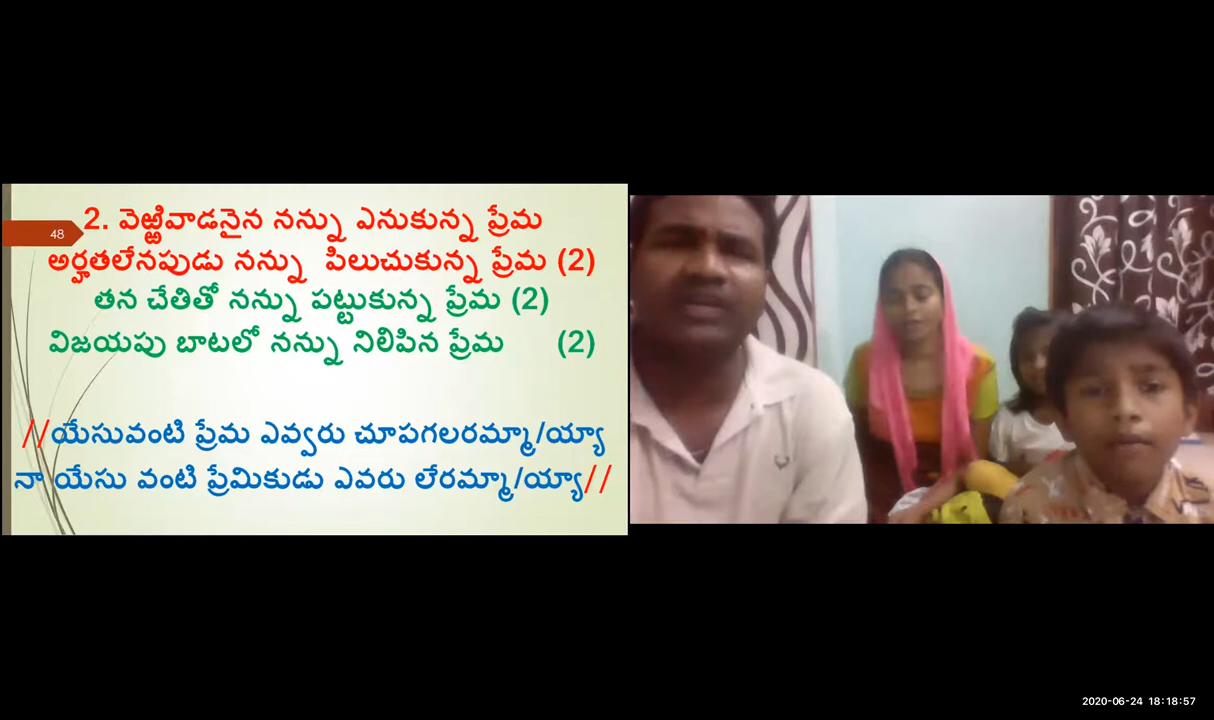 48
2. వెఱ్ఱివాడనైన నన్ను ఎనుకున్న ప్రేమ
అర్హతలేనపుడు నన్ను పిలుచుకున్న ప్రేమ (2)
తన చేతితో నన్ను పట్టుకున్న ప్రేమ (2)
విజయపు బాటలో నన్ను నిలిపిన ప్రేమ (2)
//యేసువంటి ప్రేమ ఎవ్వరు చూపగలరమ్మా/య్యా
నా యేసు వంటి ప్రేమికుడు ఎవరు లేరమ్మా/య్యా//
2020-06-24 18:18:57